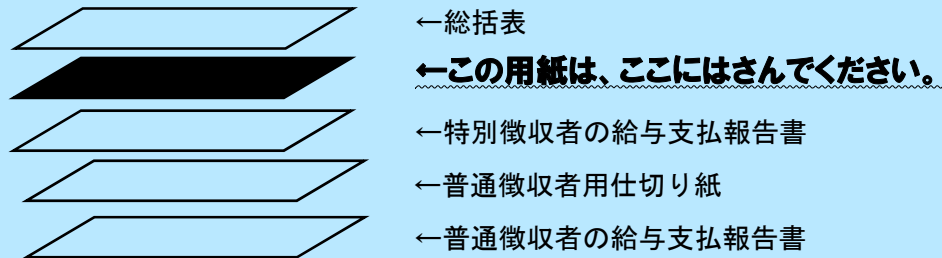 ←総括表
←この用紙は、ここにはさんでください。
←特別徴収者の給与支払報告書
←普通徴収者用仕切り紙
←普通徴収者の給与支払報告書